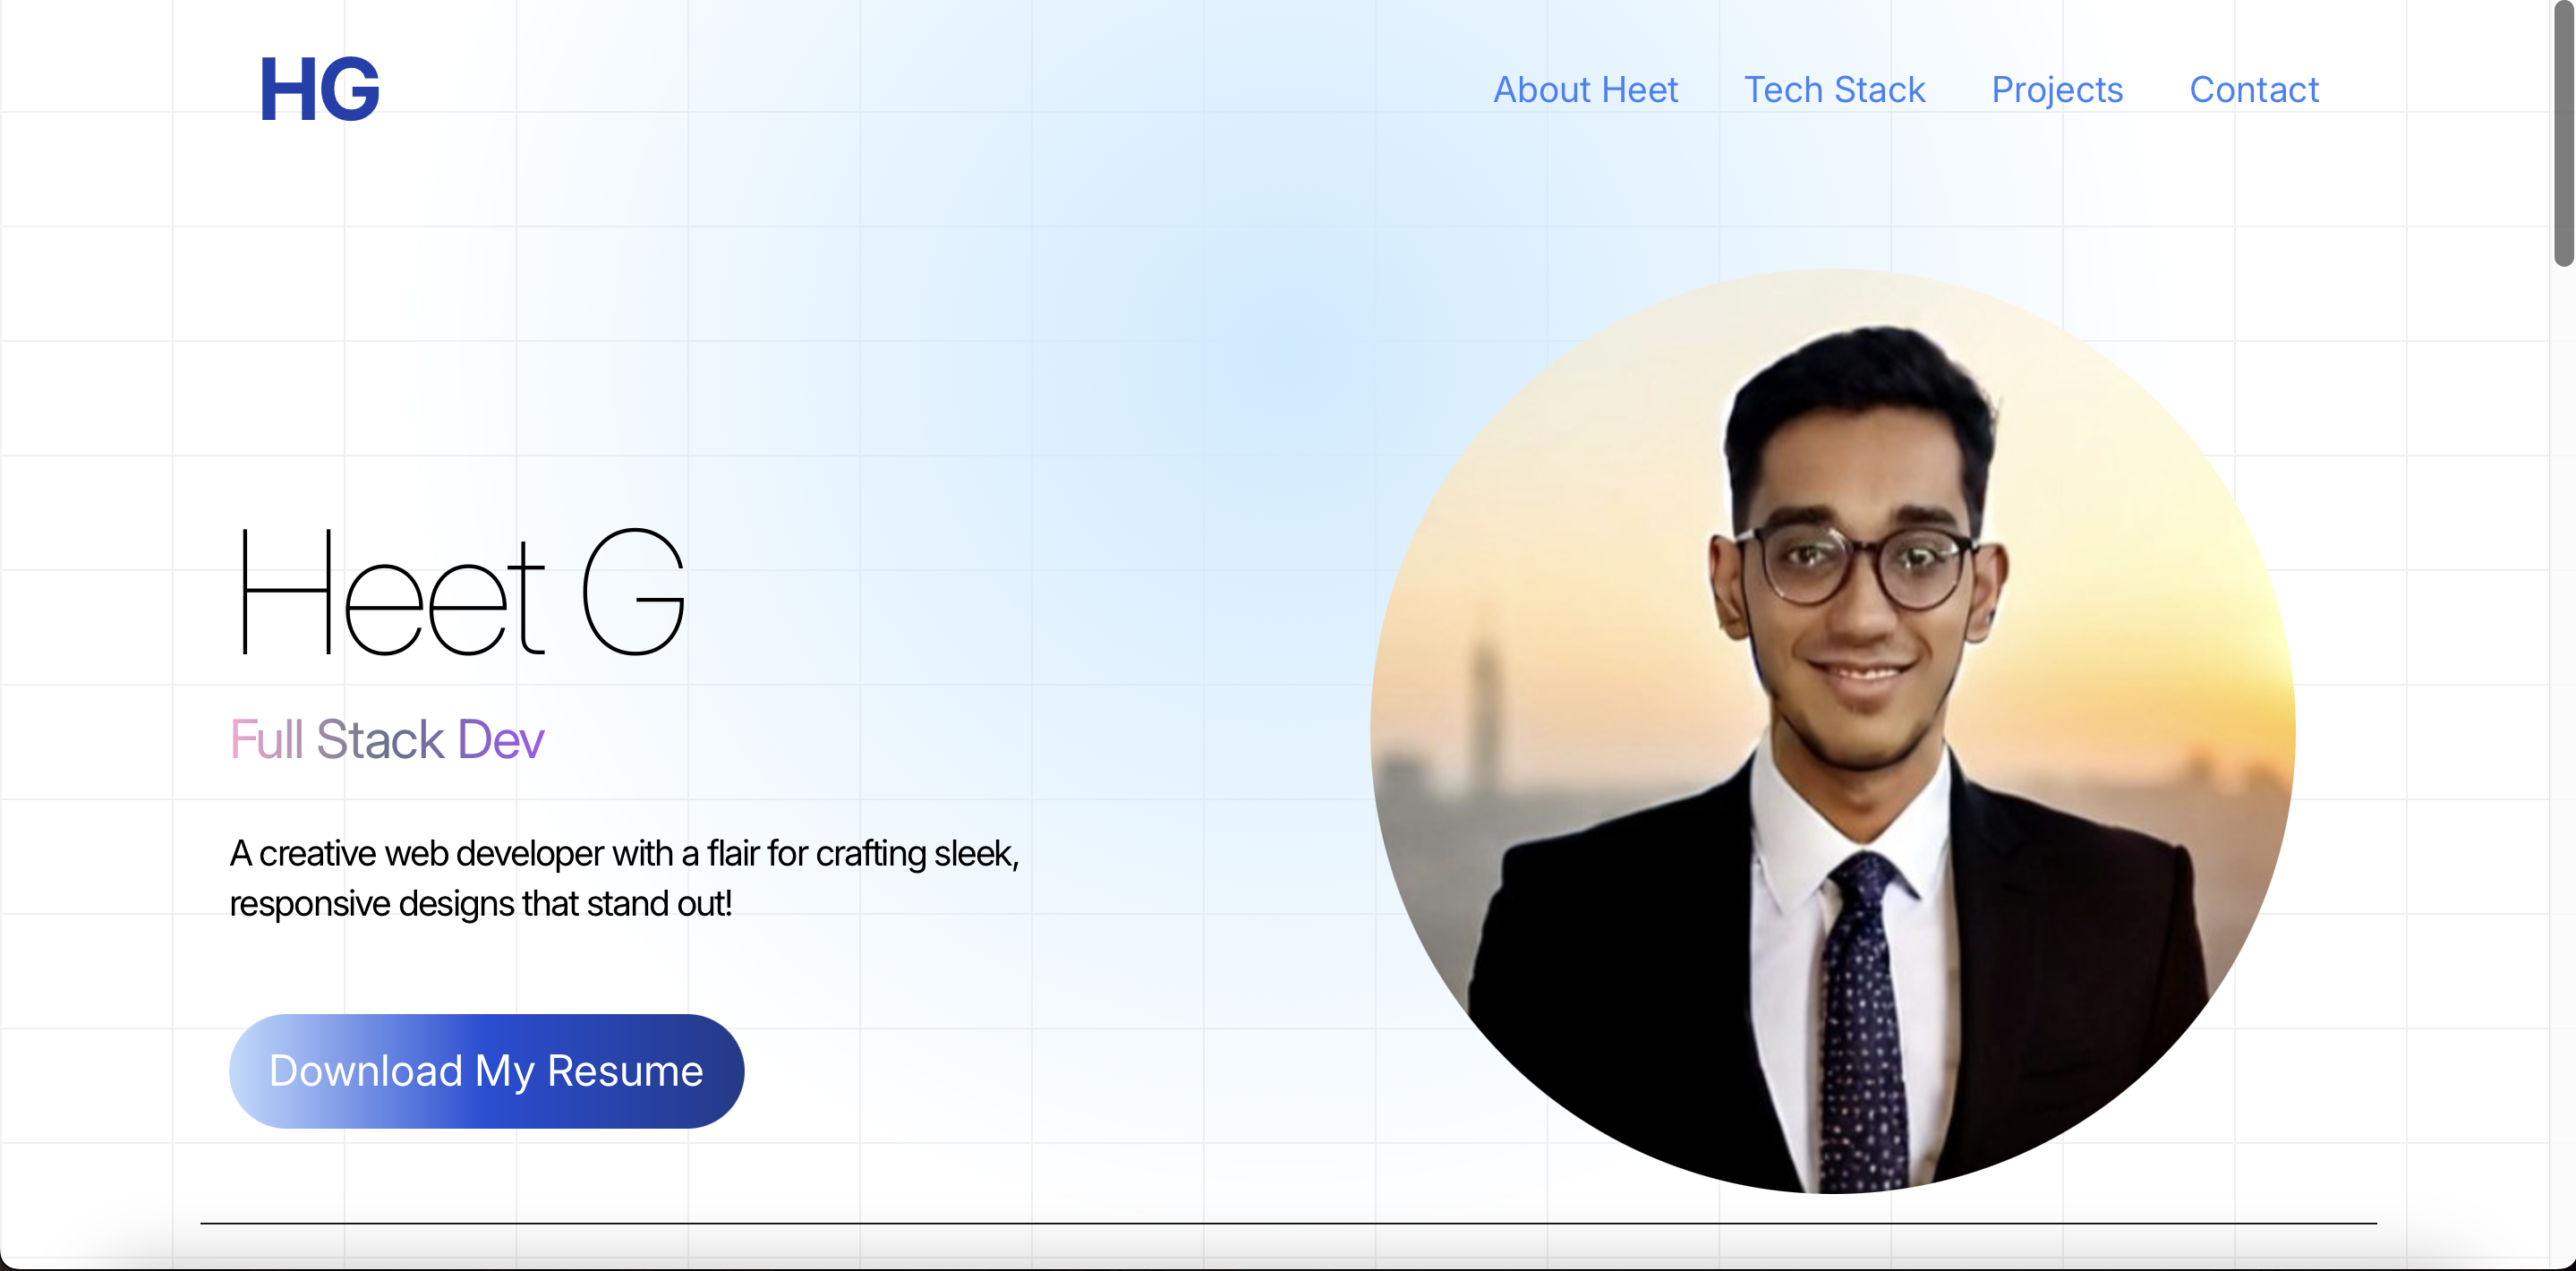 HG
About Heet Tech Stack Projects Contact
Heet G
Full Stack Dev
A creative web developer with a flair for crafting sleek,
responsive designs that stand out!
Download My Resume